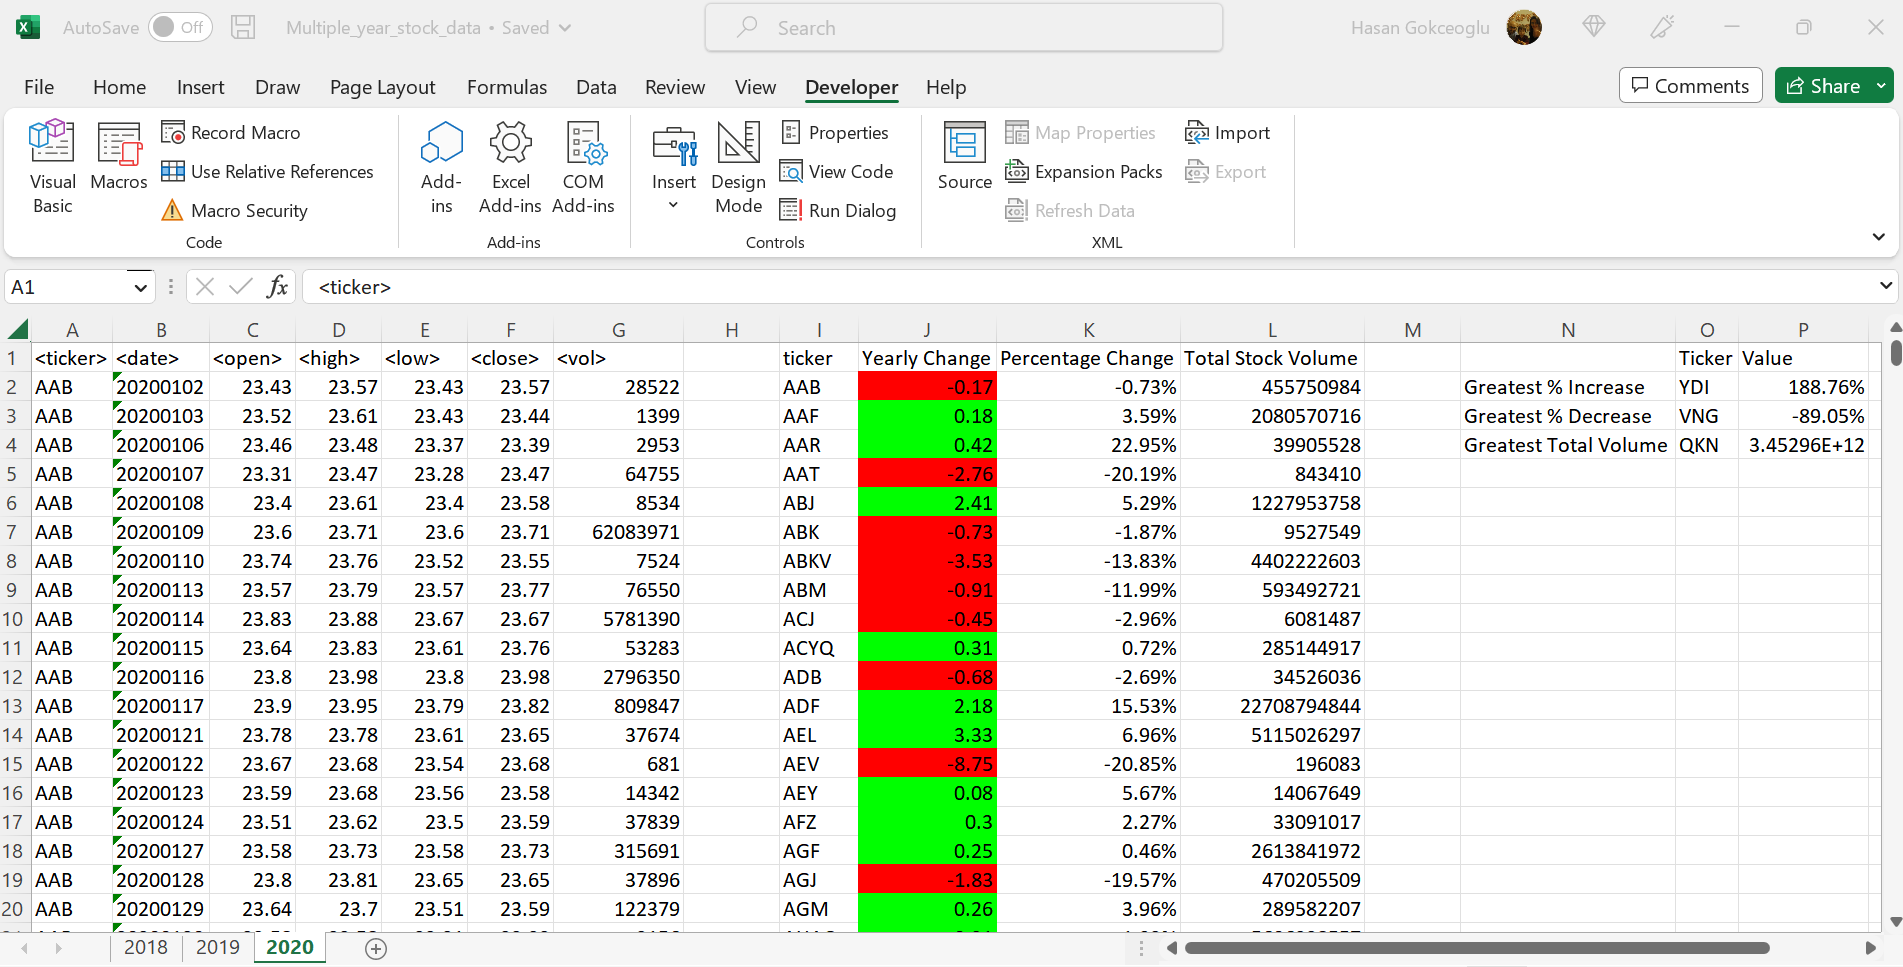 AutoSave Off Multiple_year_stock_data • Saved Search Hasan Gokceoglu
File Home Insert Draw Page Layout Formulas Data Review View Developer Help Comments Share
Visual Basic
Macros
Record Macro
Use Relative References
Macro Security
Code
Add-ins
Excel Add-ins
COM Add-ins
Add-ins
Insert
Design Mode
Properties
View Code
Run Dialog
Controls
Source
Map Properties
Expansion Packs
Refresh Data
Import
Export
XML
A1 fx <ticker>
A B C D E F G H I J K L M N O P
1 <ticker> <date> <open> <high> <low> <close> <vol> ticker Yearly Change Percentage Change Total Stock Volume Ticker Value
2 AAB 20200102 23.43 23.57 23.43 23.57 28522 AAB -0.17 -0.73% 455750984 Greatest % Increase YDI 188.76%
3 AAB 20200103 23.52 23.61 23.43 23.44 1399 AAF 0.18 3.59% 2080570716 Greatest % Decrease VNG -89.05%
4 AAB 20200106 23.46 23.48 23.37 23.39 2953 AAR 0.42 22.95% 39905528 Greatest Total Volume QKN 3.45296E+12
5 AAB 20200107 23.31 23.47 23.28 23.47 64755 AAT -2.76 -20.19% 843410
6 AAB 20200108 23.4 23.61 23.4 23.58 8534 ABJ 2.41 5.29% 1227953758
7 AAB 20200109 23.6 23.71 23.6 23.71 62083971 ABK -0.73 -1.87% 9527549
8 AAB 20200110 23.74 23.76 23.52 23.55 7524 ABKV -3.53 -13.83% 4402222603
9 AAB 20200113 23.57 23.79 23.57 23.77 76550 ABM -0.91 -11.99% 593492721
10 AAB 20200114 23.83 23.88 23.67 23.67 5781390 ACJ -0.45 -2.96% 6081487
11 AAB 20200115 23.64 23.83 23.61 23.76 53283 ACYQ 0.31 0.72% 285144917
12 AAB 20200116 23.8 23.98 23.8 23.98 2796350 ADB -0.68 -2.69% 34526036
13 AAB 20200117 23.9 23.95 23.79 23.82 809847 ADF 2.18 15.53% 22708794844
14 AAB 20200121 23.78 23.78 23.61 23.65 37674 AEL 3.33 6.96% 5115026297
15 AAB 20200122 23.67 23.68 23.54 23.68 681 AEV -8.75 -20.85% 196083
16 AAB 20200123 23.59 23.68 23.56 23.58 14342 AEY 0.08 5.67% 14067649
17 AAB 20200124 23.51 23.62 23.5 23.59 37839 AFZ 0.3 2.27% 33091017
18 AAB 20200127 23.58 23.73 23.58 23.73 315691 AGF 0.25 0.46% 2613841972
19 AAB 20200128 23.8 23.81 23.65 23.65 37896 AGJ -1.83 -19.57% 470205509
20 AAB 20200129 23.64 23.7 23.51 23.59 122379 AGM 0.26 3.96% 289582207
2018 2019 2020